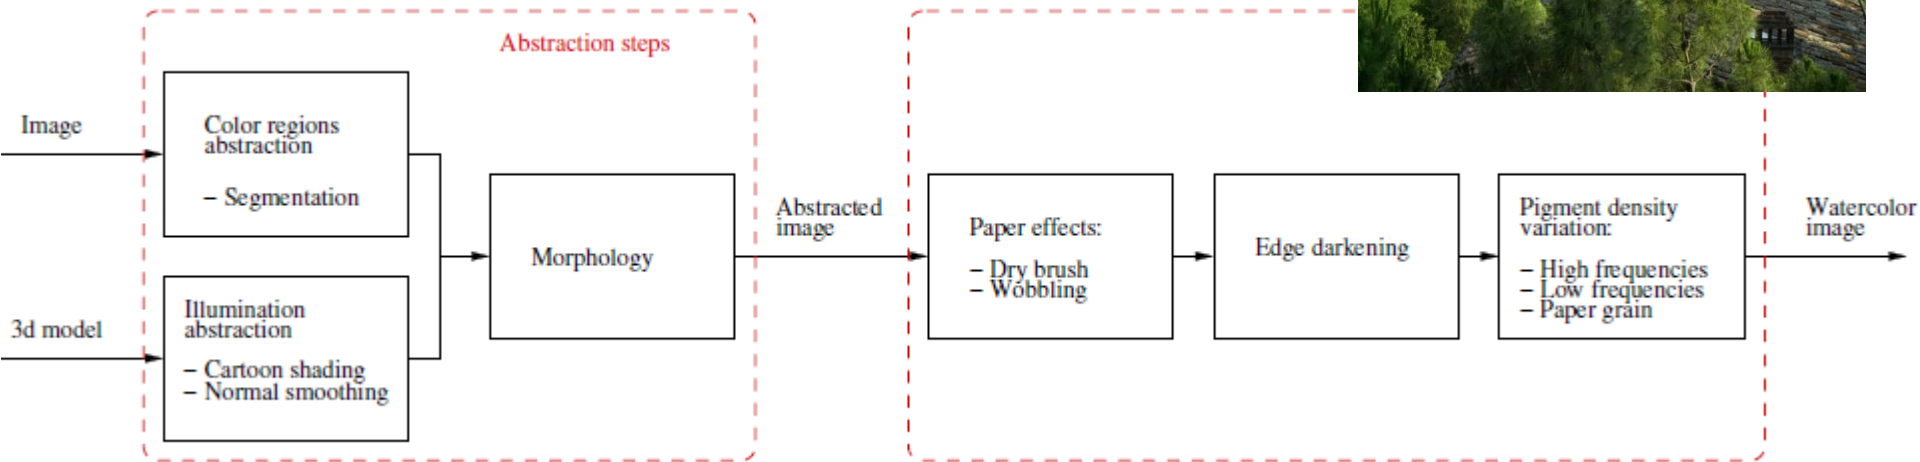 Abstraction steps
Image
Color regions
abstraction
– Segmentation
3d model
Illumination
abstraction
– Cartoon shading
– Normal smoothing
Morphology
Abstracted
image
Paper effects:
– Dry brush
– Wobbling
Edge darkening
Pigment density
variation:
– High frequencies
– Low frequencies
– Paper grain
Watercolor
image